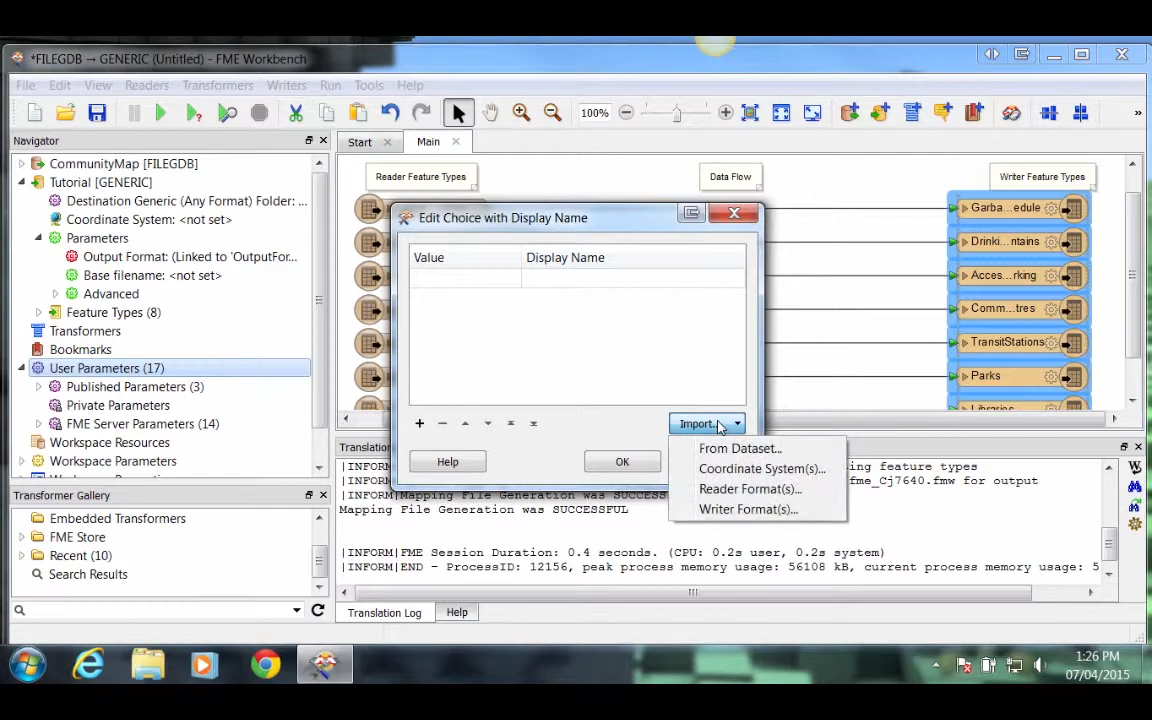 *FILEGDB → GENERIC (Untitled) - FME Workbench
File Edit View Readers Transformers Writers Run Tools Help
100%
Navigator
CommunityMap [FILEGDB]
Tutorial [GENERIC]
Destination Generic (Any Format) Folder: ...
Coordinate System: <not set>
Parameters
Output Format: (Linked to 'OutputFor...
Base filename: <not set>
Advanced
Feature Types (8)
Transformers
Bookmarks
User Parameters (17)
Published Parameters (3)
Private Parameters
FME Server Parameters (14)
Workspace Resources
Workspace Parameters
Transformer Gallery
Embedded Transformers
FME Store
Recent (10)
Search Results
Start
Main
Reader Feature Types
Data Flow
Writer Feature Types
Garba...edule
Drinki...ntains
Acces...rking
Comm...tres
TransitStations
Parks
Libraries
Edit Choice with Display Name
Value
Display Name
Import...
Help
OK
From Dataset...
Coordinate System(s)...
Reader Format(s)...
Writer Format(s)...
Translation
|INFORM
ing feature types
|INFORM
fme_Cj7640.fmw for output
|INFORM|Mapping File Generation was SUCCESS
Mapping File Generation was SUCCESSFUL
|INFORM|FME Session Duration: 0.4 seconds. (CPU: 0.2s user, 0.2s system)
|INFORM|END - ProcessID: 12156, peak process memory usage: 56108 kB, current process memory usage: 5
Translation Log
Help
1:26 PM
07/04/2015